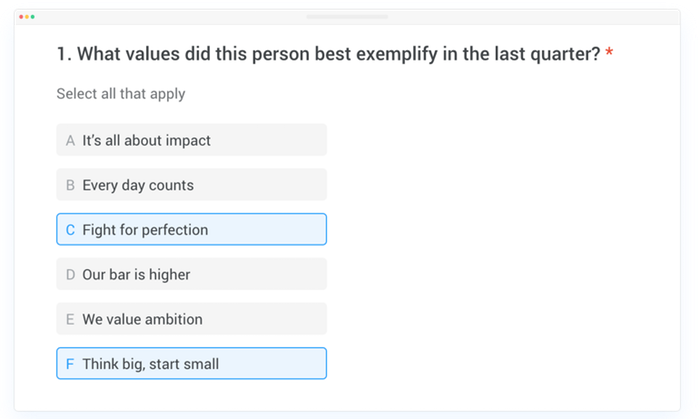 1. What values did this person best exemplify in the last quarter? *
Select all that apply
A It’s all about impact
B Every day counts
C Fight for perfection
D Our bar is higher
E We value ambition
F Think big, start small